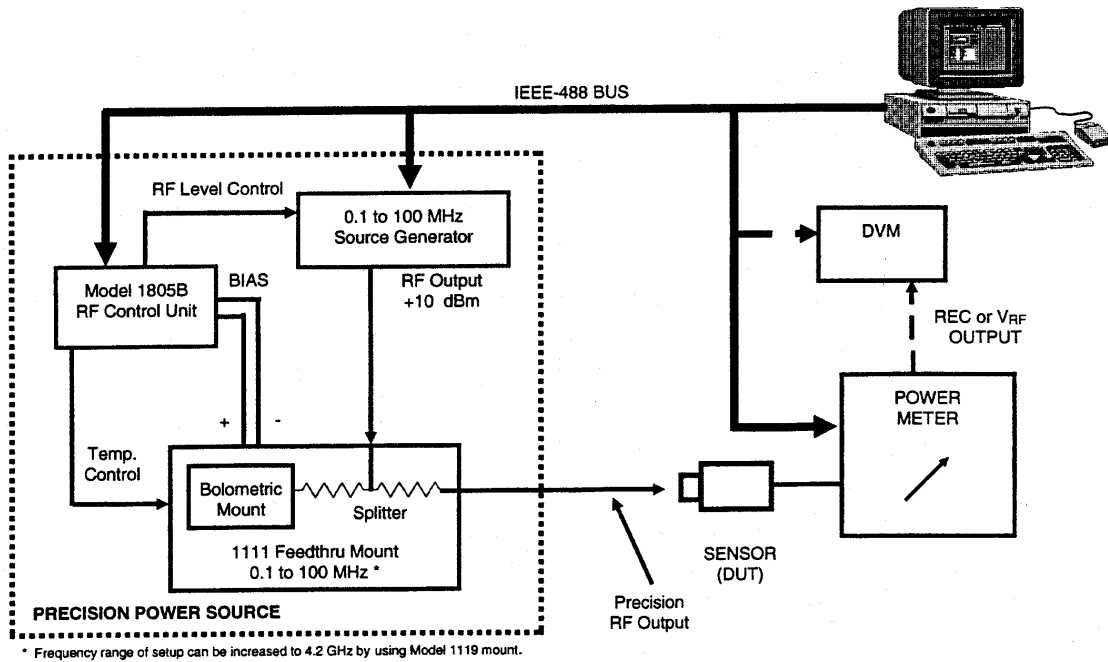 IEEE-488 BUS
RF Level Control
0.1 to 100 MHz
Source Generator
DVM
Model 1805B
RF Control Unit
BIAS
RF Output
+10 dBm
REC or VRF
OUTPUT
POWER
METER
+
-
Temp.
Control
Bolometric
Mount
Splitter
1111 Feedthru Mount
0.1 to 100 MHz *
SENSOR
(DUT)
Precision
RF Output
PRECISION POWER SOURCE
* Frequency range of setup can be increased to 4.2 GHz by using Model 1119 mount.